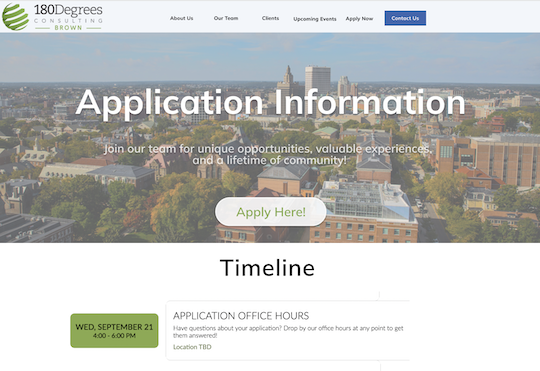 180Degrees
CONSULTING
BROWN
About Us
Our Team
Clients
Upcoming Events
Apply Now
Contact Us
Application Information
Join our team for unique opportunities, valuable experiences,
and a lifetime of community!
Apply Here!
Timeline
WED, SEPTEMBER 21
4:00 - 6:00 PM
APPLICATION OFFICE HOURS
Have questions about your application? Drop by our office hours at any point to get
them answered!
Location TBD